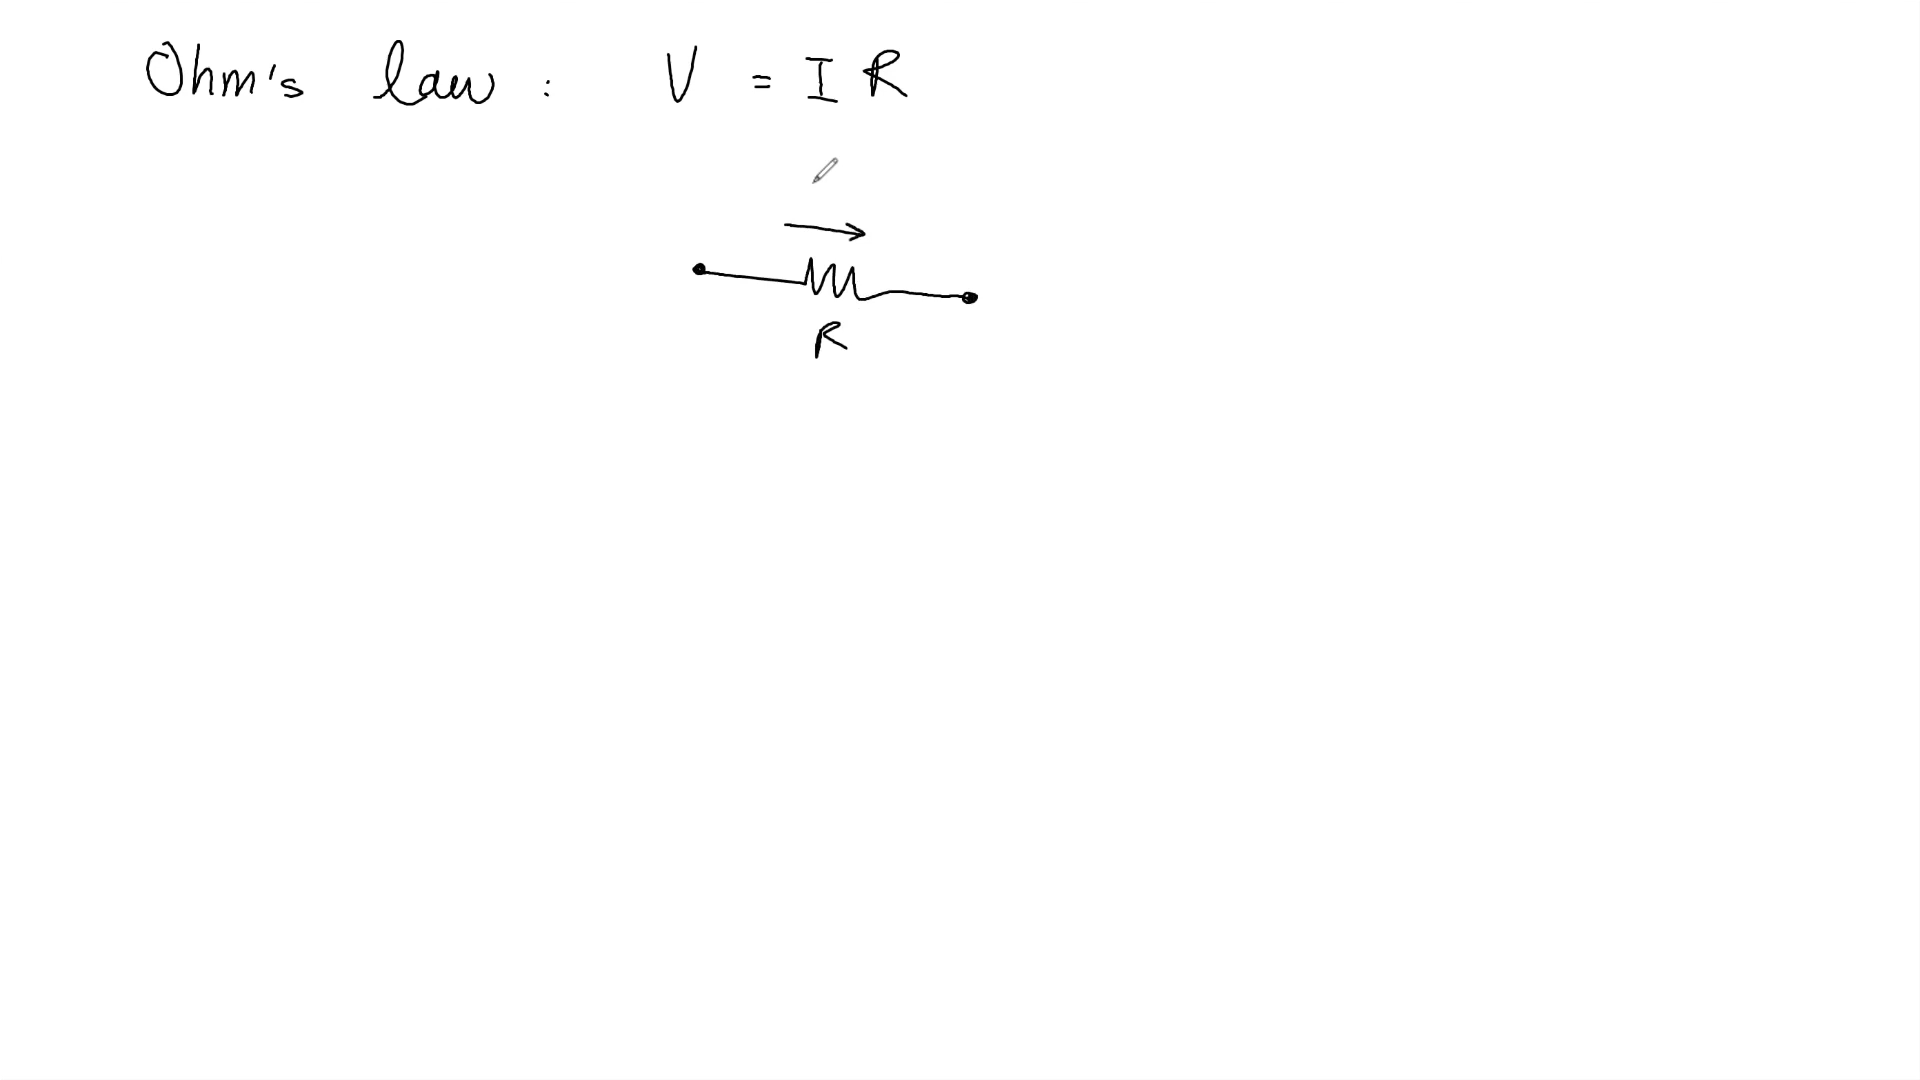 Ohm's law : V = I R
R